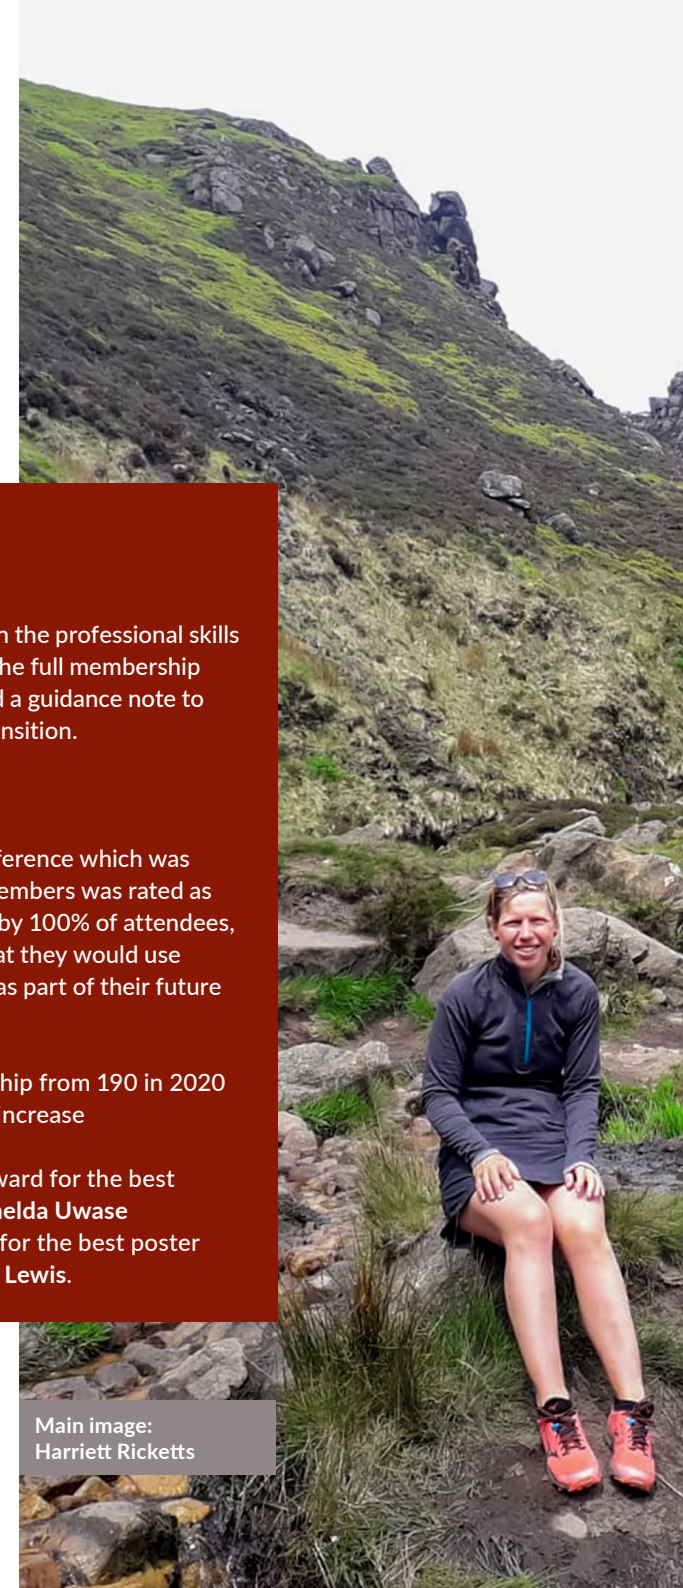 the professional skills
he full membership
a guidance note to
nsition.
ference which was
embers was rated as
by 100% of attendees,
at they would use
as part of their future
hip from 190 in 2020
increase
ward for the best
elda Uwase
for the best poster
Lewis.
Main image:
Harriett Ricketts